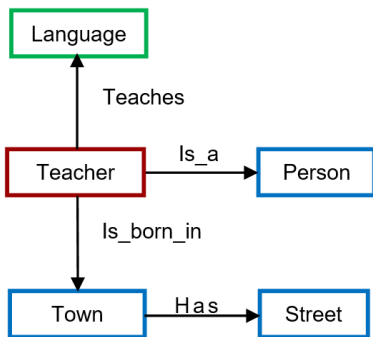 Language
Teaches
Teacher
Is_a
Person
Is_born_in
Town
Has
Street